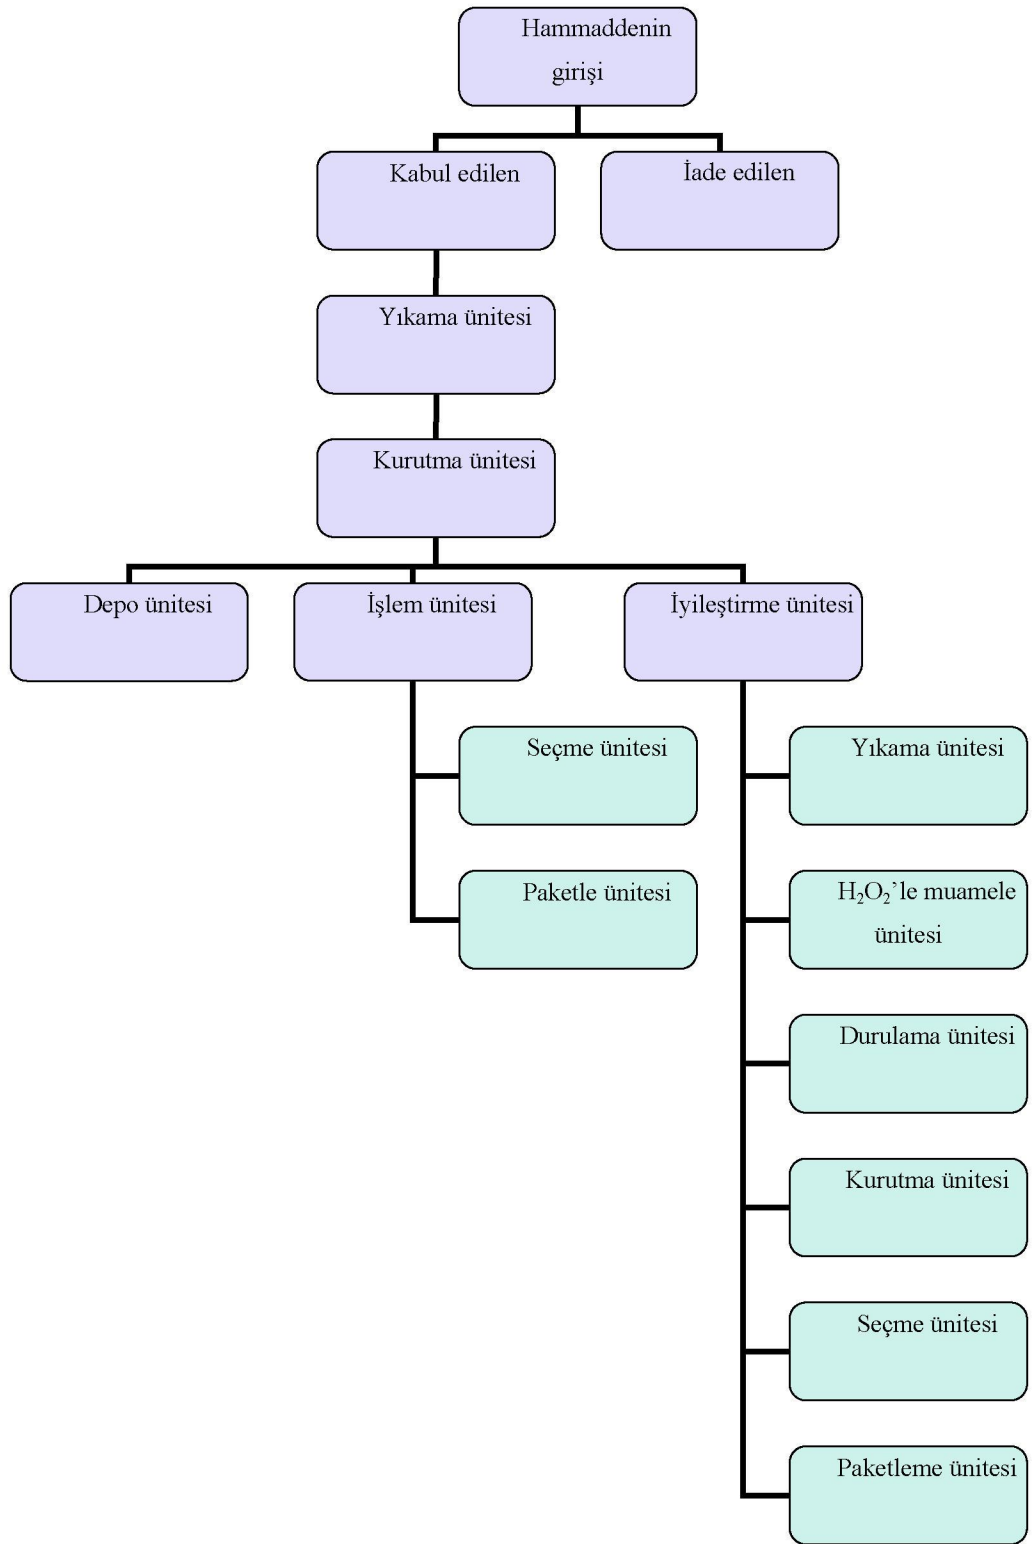 Hammaddenin
girişi
Kabul edilen
İade edilen
Yıkama ünitesi
Kurutma ünitesi
Depo ünitesi
İşlem ünitesi
İyileştirme ünitesi
Seçme ünitesi
Paketle ünitesi
Yıkama ünitesi
H₂O₂’le muamele
ünitesi
Durulama ünitesi
Kurutma ünitesi
Seçme ünitesi
Paketleme ünitesi